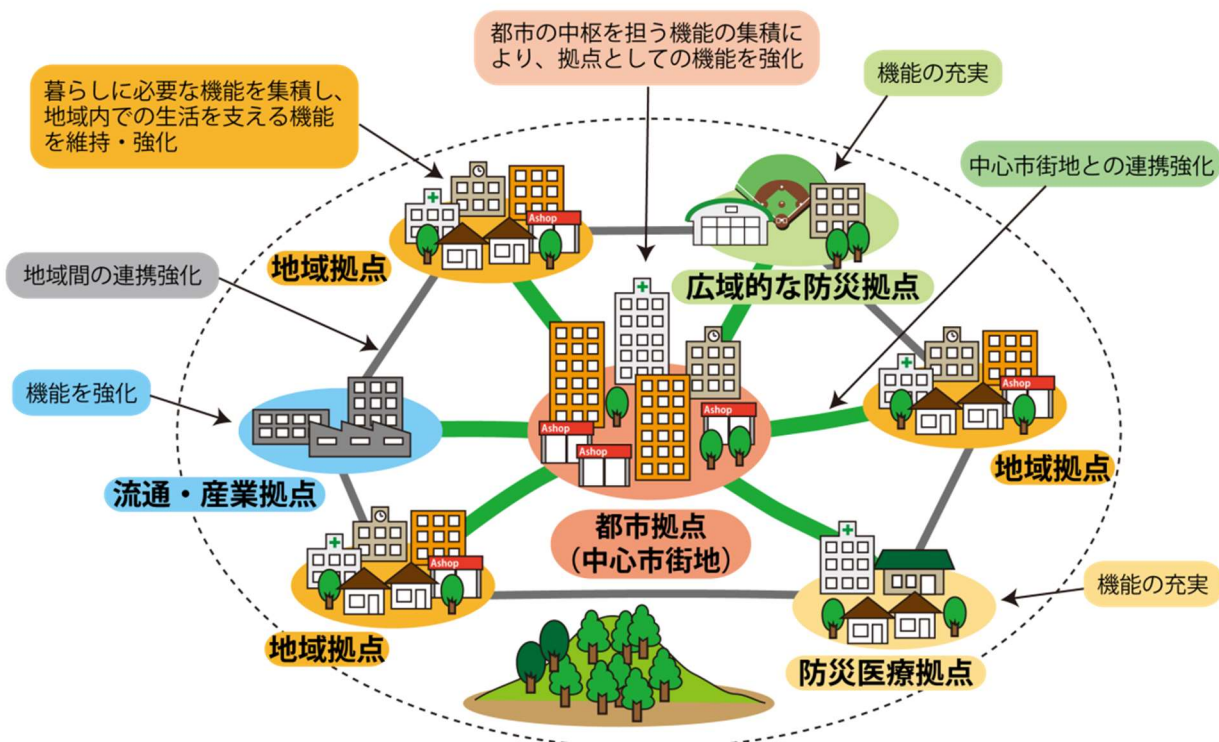 都市の中枢を担う機能の集積に
より、拠点としての機能を強化
機能の充実
暮らしに必要な機能を集積し、
地域内での生活を支える機能
を維持・強化
中心市街地との連携強化
Ashop
地域拠点
地域間の連携強化
広域的な防災拠点
機能を強化
Ashop
Ashop
Ashop
Ashop
流通・産業拠点
地域拠点
都市拠点
（中心市街地）
Ashop
機能の充実
地域拠点
防災医療拠点